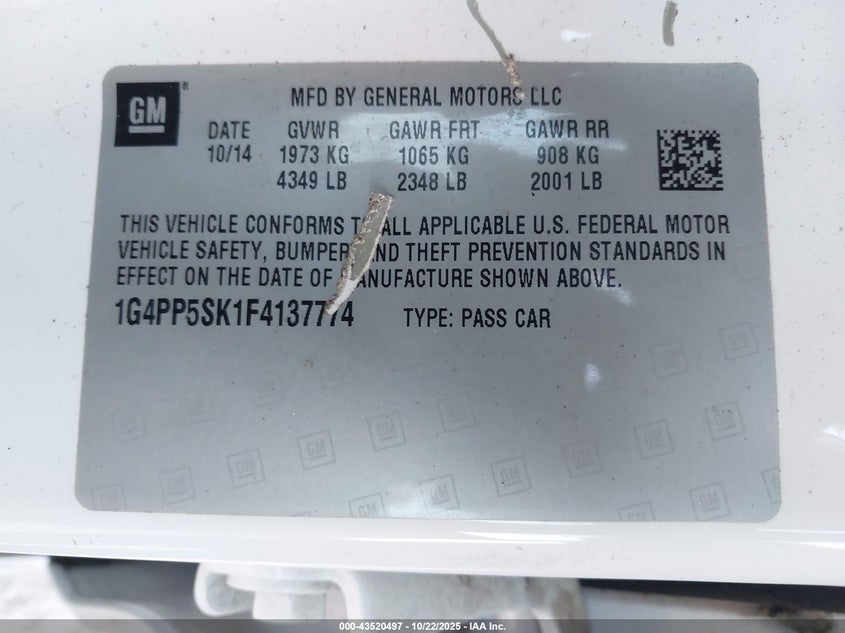 GM
MFD BY GENERAL MOTORS LLC
DATE GVWR GAWR FRT GAWR RR
10/14 1973 KG 1065 KG 908 KG
4349 LB 2348 LB 2001 LB
THIS VEHICLE CONFORMS TO ALL APPLICABLE U.S. FEDERAL MOTOR
VEHICLE SAFETY, BUMPER, AND THEFT PREVENTION STANDARDS IN
EFFECT ON THE DATE OF MANUFACTURE SHOWN ABOVE.
1G4PP5SK1F4137774 TYPE: PASS CAR
000-43520497 - 10/22/2025 - IAA Inc.